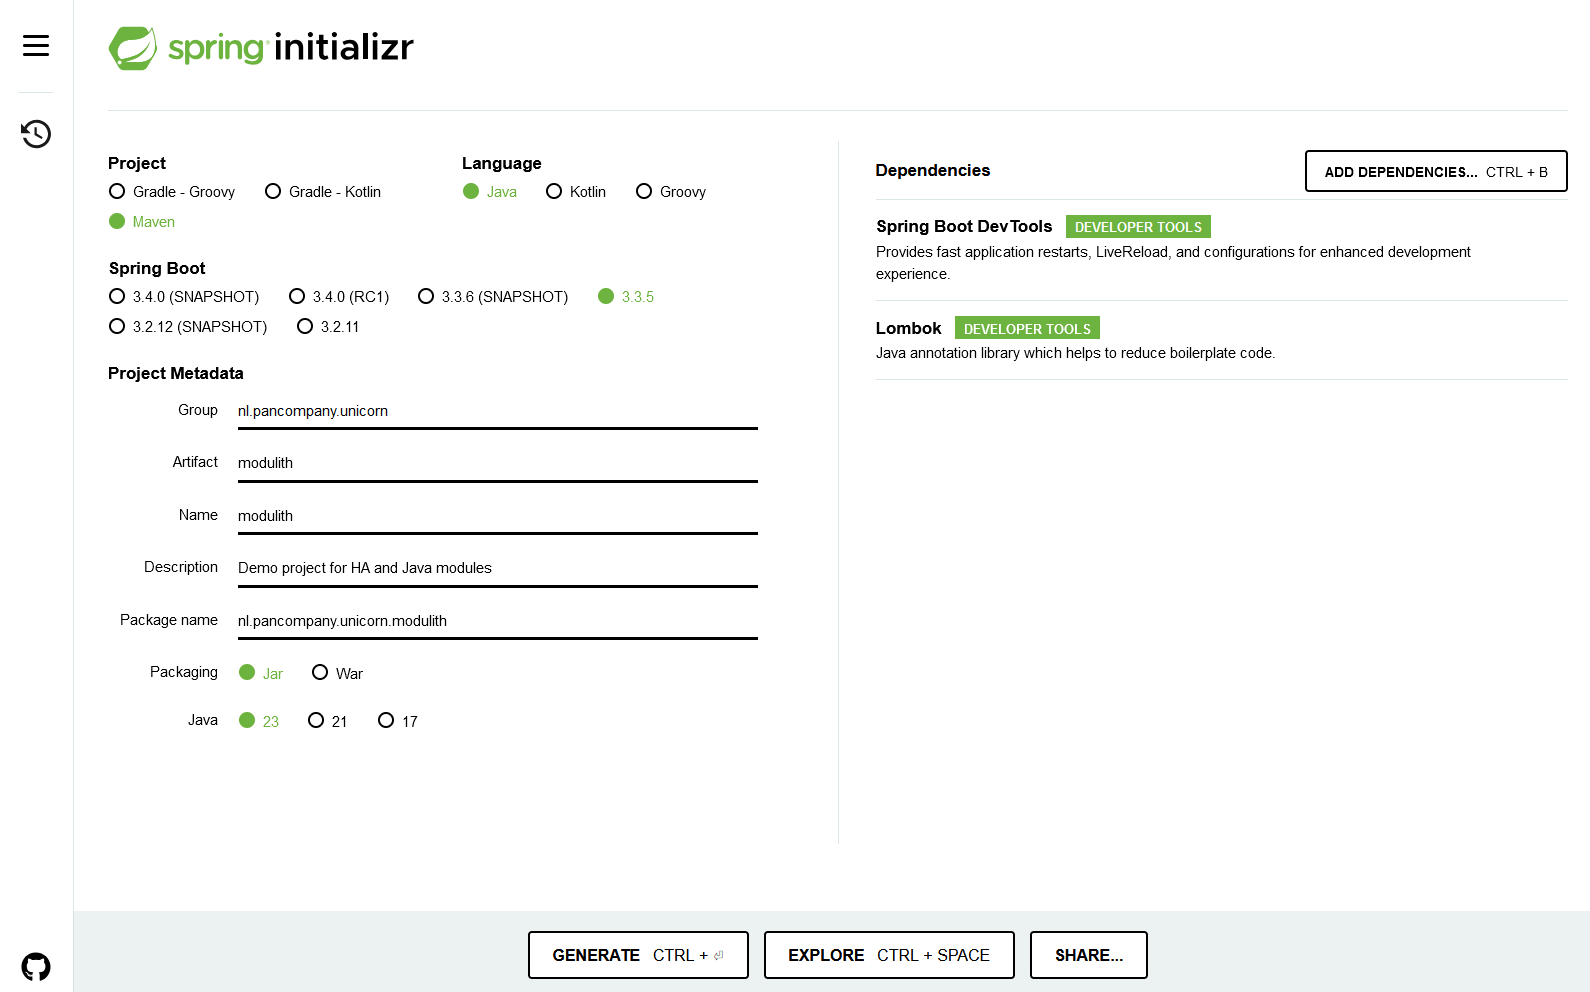 spring initializr
Project
Gradle - Groovy Gradle - Kotlin
Maven
Language
Java Kotlin Groovy
Spring Boot
3.4.0 (SNAPSHOT) 3.4.0 (RC1) 3.3.6 (SNAPSHOT) 3.3.5
3.2.12 (SNAPSHOT) 3.2.11
Project Metadata
Group nl.pancompany.unicorn
Artifact modulith
Name modulith
Description Demo project for HA and Java modules
Package name nl.pancompany.unicorn.modulith
Packaging Jar War
Java 23 21 17
Dependencies ADD DEPENDENCIES... CTRL + B
Spring Boot DevTools DEVELOPER TOOLS
Provides fast application restarts, LiveReload, and configurations for enhanced development
experience.
Lombok DEVELOPER TOOLS
Java annotation library which helps to reduce boilerplate code.
GENERATE CTRL + ⏎ EXPLORE CTRL + SPACE SHARE...